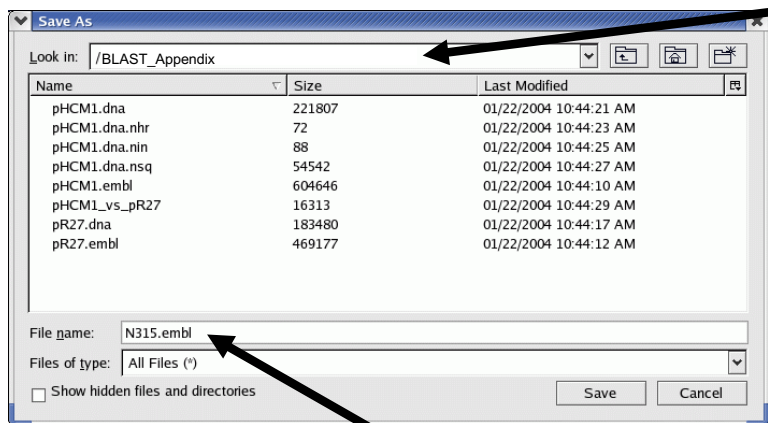 Save As
Look in: /BLAST_Appendix
Name Size Last Modified
pHCM1.dna 221807 01/22/2004 10:44:21 AM
pHCM1.dna.nhr 72 01/22/2004 10:44:23 AM
pHCM1.dna.nin 88 01/22/2004 10:44:25 AM
pHCM1.dna.nsq 54542 01/22/2004 10:44:27 AM
pHCM1.embl 604646 01/22/2004 10:44:10 AM
pHCM1_vs_pR27 16313 01/22/2004 10:44:29 AM
pR27.dna 183480 01/22/2004 10:44:17 AM
pR27.embl 469177 01/22/2004 10:44:12 AM
File name: N315.embl
Files of type: All Files (*)
Show hidden files and directories Save Cancel